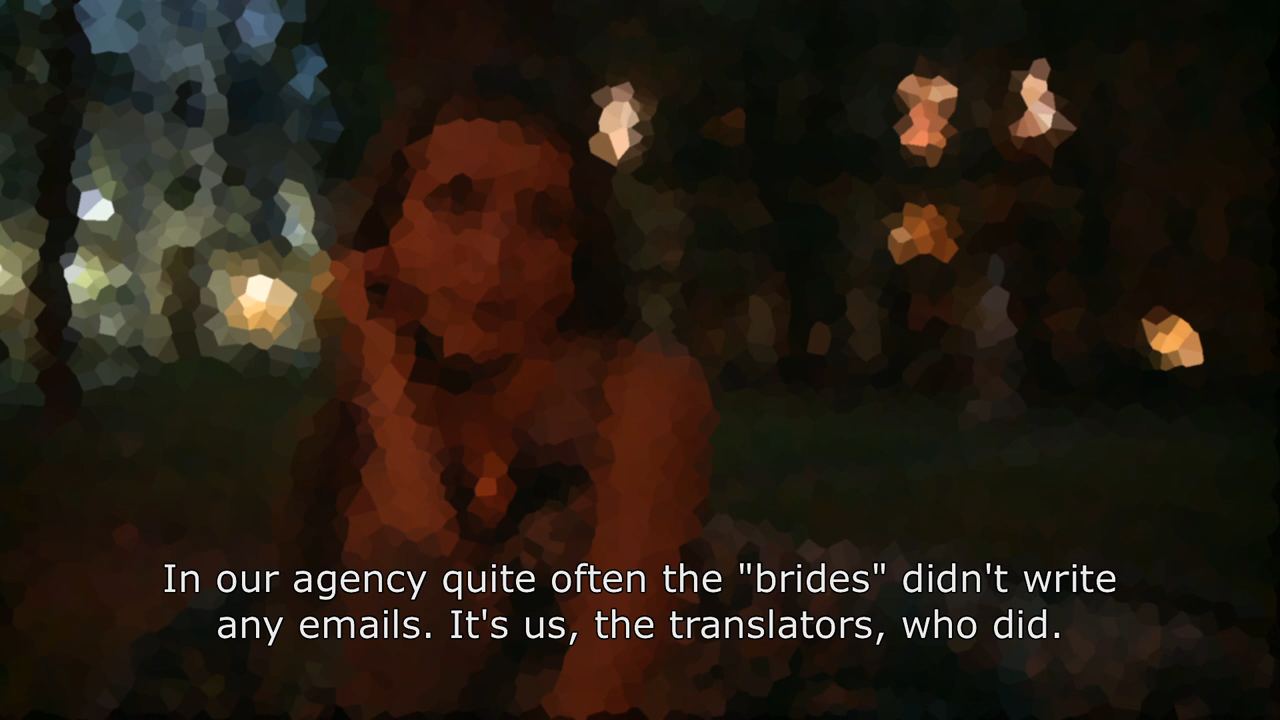 In our agency quite often the "brides" didn't write
any emails. It's us, the translators, who did.